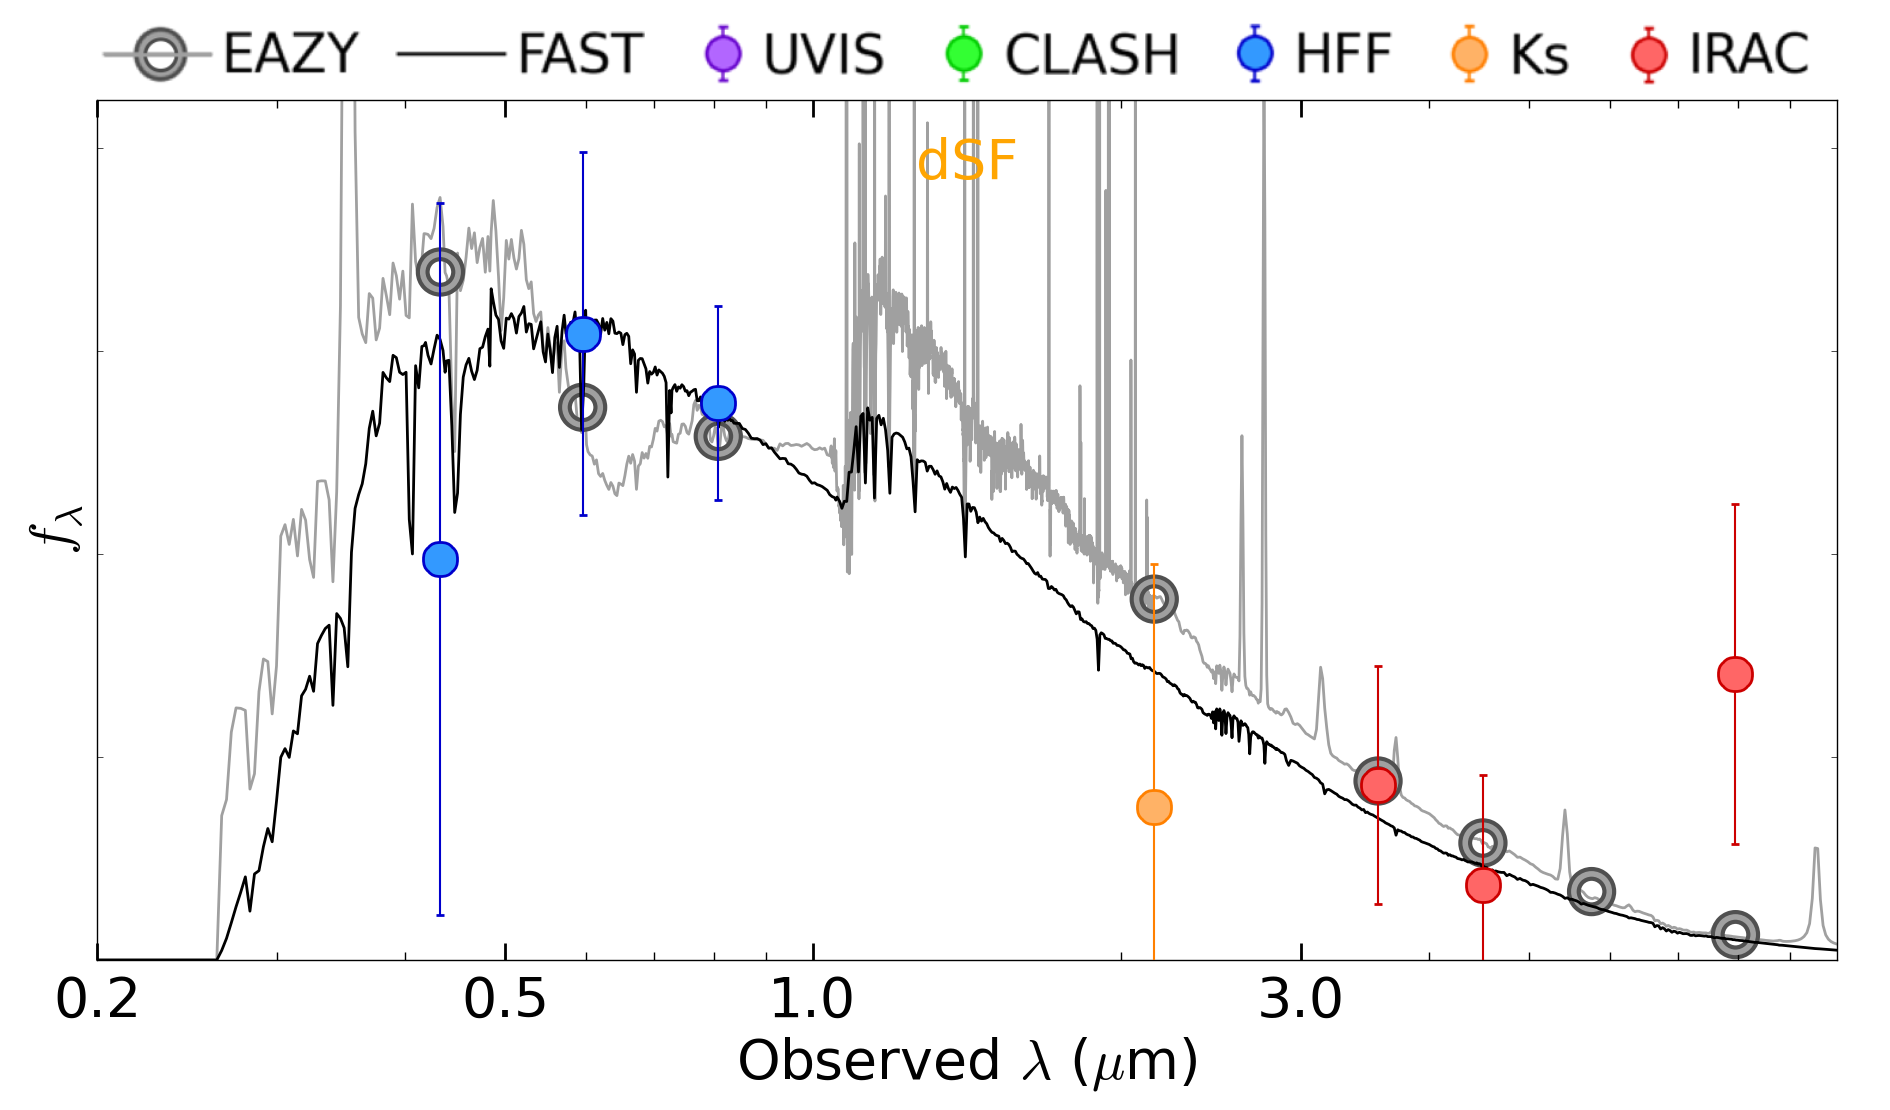 EAZY FAST UVIS CLASH HFF Ks IRAC
dSF
fλ
0.2 0.5 1.0 3.0
Observed λ (μm)